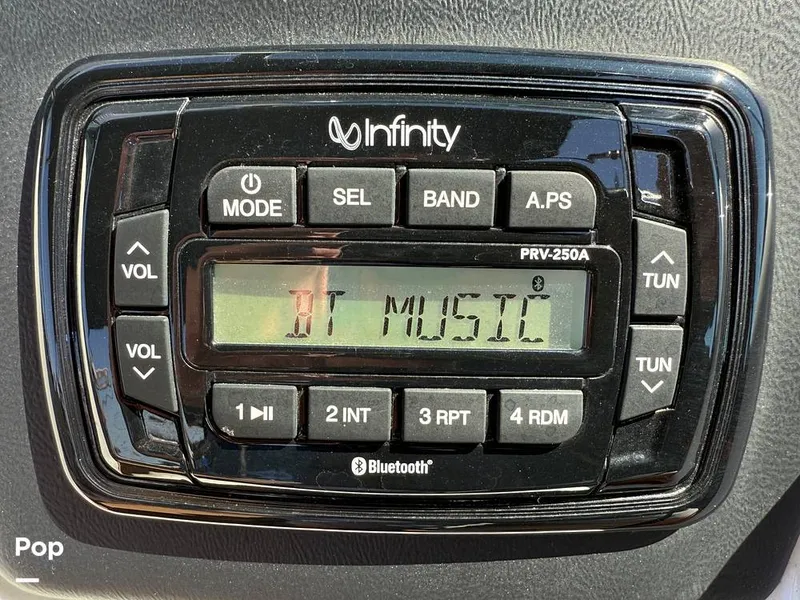 Infinity
MODE SEL BAND A.PS
PRV-250A
VOL TUN
BT MUSIC
VOL TUN
1 2 INT 3 RPT 4 RDM
Bluetooth®
Pop